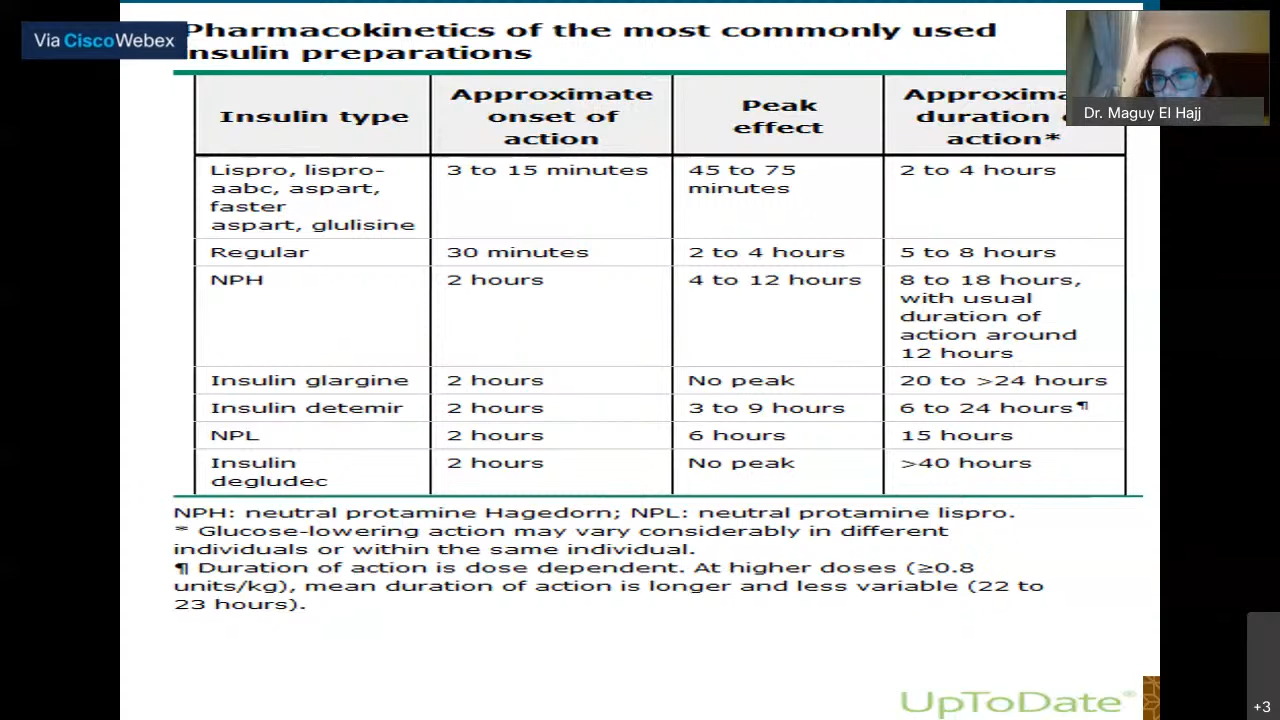 Via Cisco Webex
Pharmacokinetics of the most commonly used
insulin preparations
Insulin type
Approximate
onset of
action
Peak
effect
Approxima
duration
action*
Dr. Maguy El Hajj
Lispro, lispro-
aabc, aspart,
faster
aspart, glulisine
3 to 15 minutes
45 to 75
minutes
2 to 4 hours
Regular
30 minutes
2 to 4 hours
5 to 8 hours
NPH
2 hours
4 to 12 hours
8 to 18 hours,
with usual
duration of
action around
12 hours
Insulin glargine
2 hours
No peak
20 to >24 hours
Insulin detemir
2 hours
3 to 9 hours
6 to 24 hours¶
NPL
2 hours
6 hours
15 hours
Insulin
degludec
2 hours
No peak
>40 hours
NPH: neutral protamine Hagedorn; NPL: neutral protamine lispro.
* Glucose-lowering action may vary considerably in different
individuals or within the same individual.
¶ Duration of action is dose dependent. At higher doses (≥0.8
units/kg), mean duration of action is longer and less variable (22 to
23 hours).
UpToDate®
+3